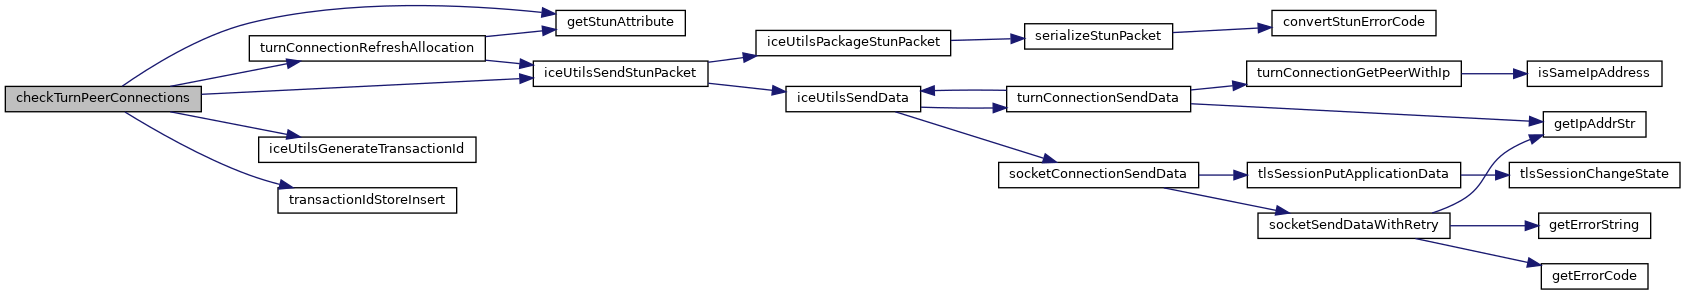 checkTurnPeerConnections
getStunAttribute
turnConnectionRefreshAllocation
iceUtilsSendStunPacket
iceUtilsGenerateTransactionId
transactionIdStoreInsert
iceUtilsPackageStunPacket
serializeStunPacket
convertStunErrorCode
iceUtilsSendData
turnConnectionSendData
turnConnectionGetPeerWithIp
isSameIpAddress
getIpAddrStr
socketConnectionSendData
tlsSessionPutApplicationData
tlsSessionChangeState
socketSendDataWithRetry
getErrorString
getErrorCode